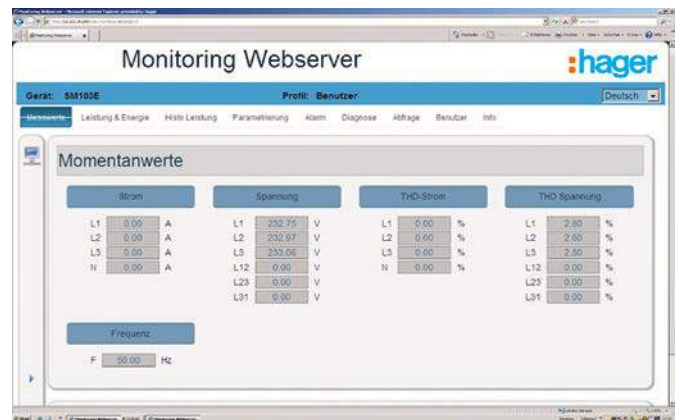 Monitoring Webserver
:hager
Gerät: SM103E
Profil: Benutzer
Deutsch
Messwerte Leistung & Energie Histo Leistung Parametrierung Alarm Diagnose Abfrage Benutzer Info
Momentanwerte
Strom
L1 0.00 A
L2 0.00 A
L3 0.00 A
N 0.00 A
Spannung
L1 232.75 V
L2 232.97 V
L3 233.06 V
L12 0.00 V
L23 0.00 V
L31 0.00 V
THD-Strom
L1 0.00 %
L2 0.00 %
L3 0.00 %
N 0.00 %
THD Spannung
L1 2.80 %
L2 2.80 %
L3 2.80 %
L12 0.00 %
L23 0.00 %
L31 0.00 %
Frequenz
F 50.00 Hz